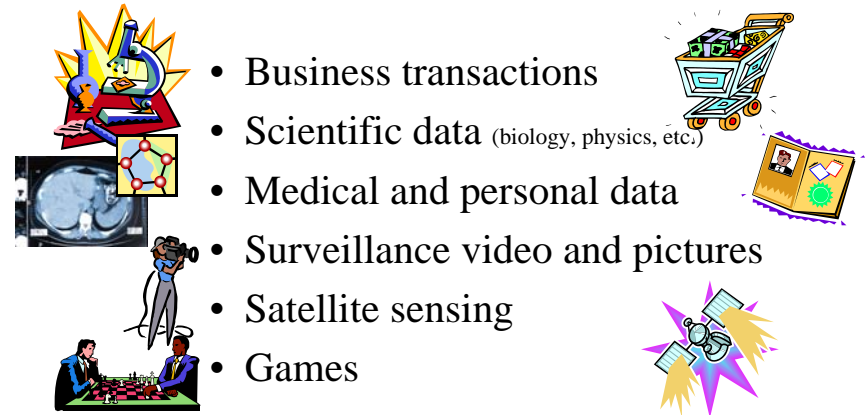 • Business transactions
• Scientific data (biology, physics, etc.)
• Medical and personal data
• Surveillance video and pictures
• Satellite sensing
• Games